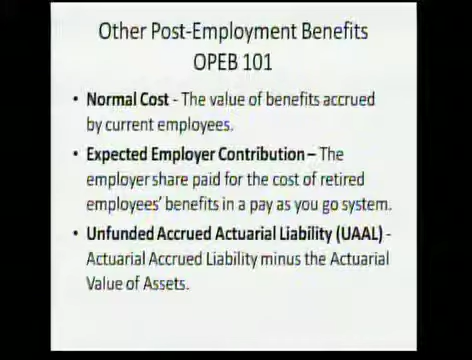 Other Post-Employment Benefits
OPEB 101
• Normal Cost - The value of benefits accrued
by current employees.
• Expected Employer Contribution – The
employer share paid for the cost of retired
employees' benefits in a pay as you go system.
• Unfunded Accrued Actuarial Liability (UAAL) -
Actuarial Accrued Liability minus the Actuarial
Value of Assets.